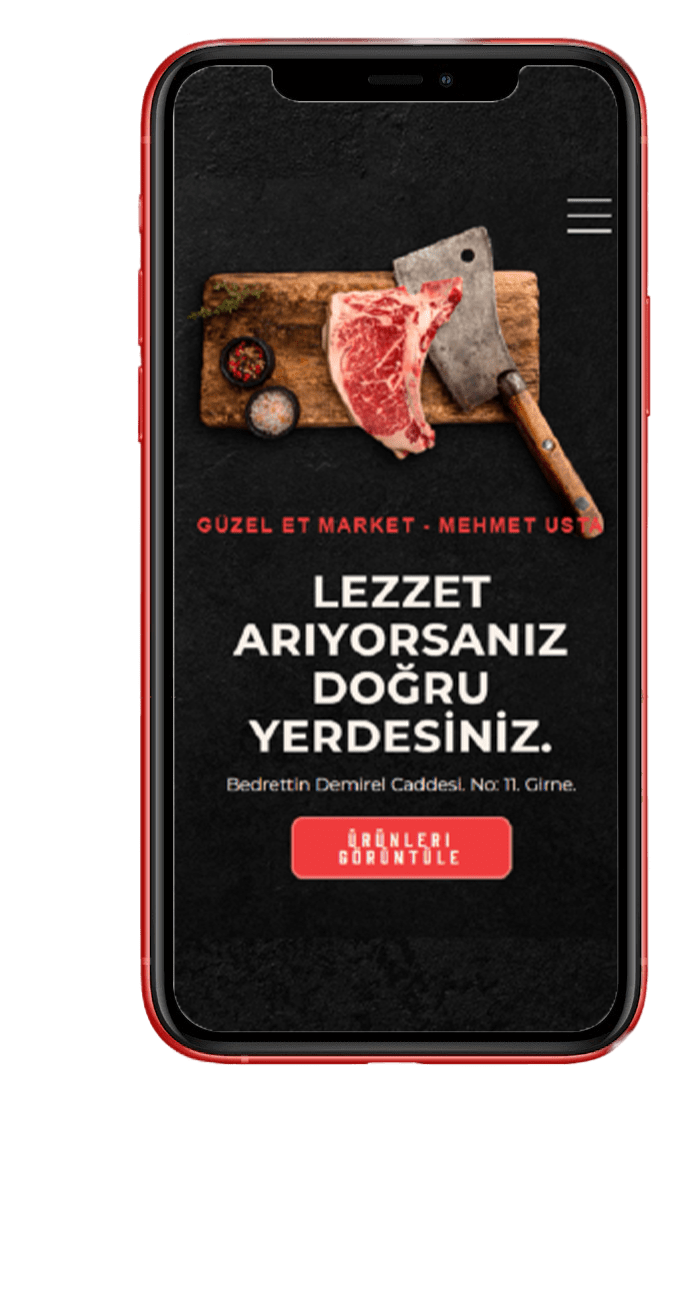 GÜZEL ET MARKET - MEHMET USTA
LEZZET
ARIYORSANIZ
DOĞRU
YERDESİNİZ.
Bedrettin Demirel Caddesi. No: 11. Girne.
ÜRÜNLERI
GÖRÜNTÜLE